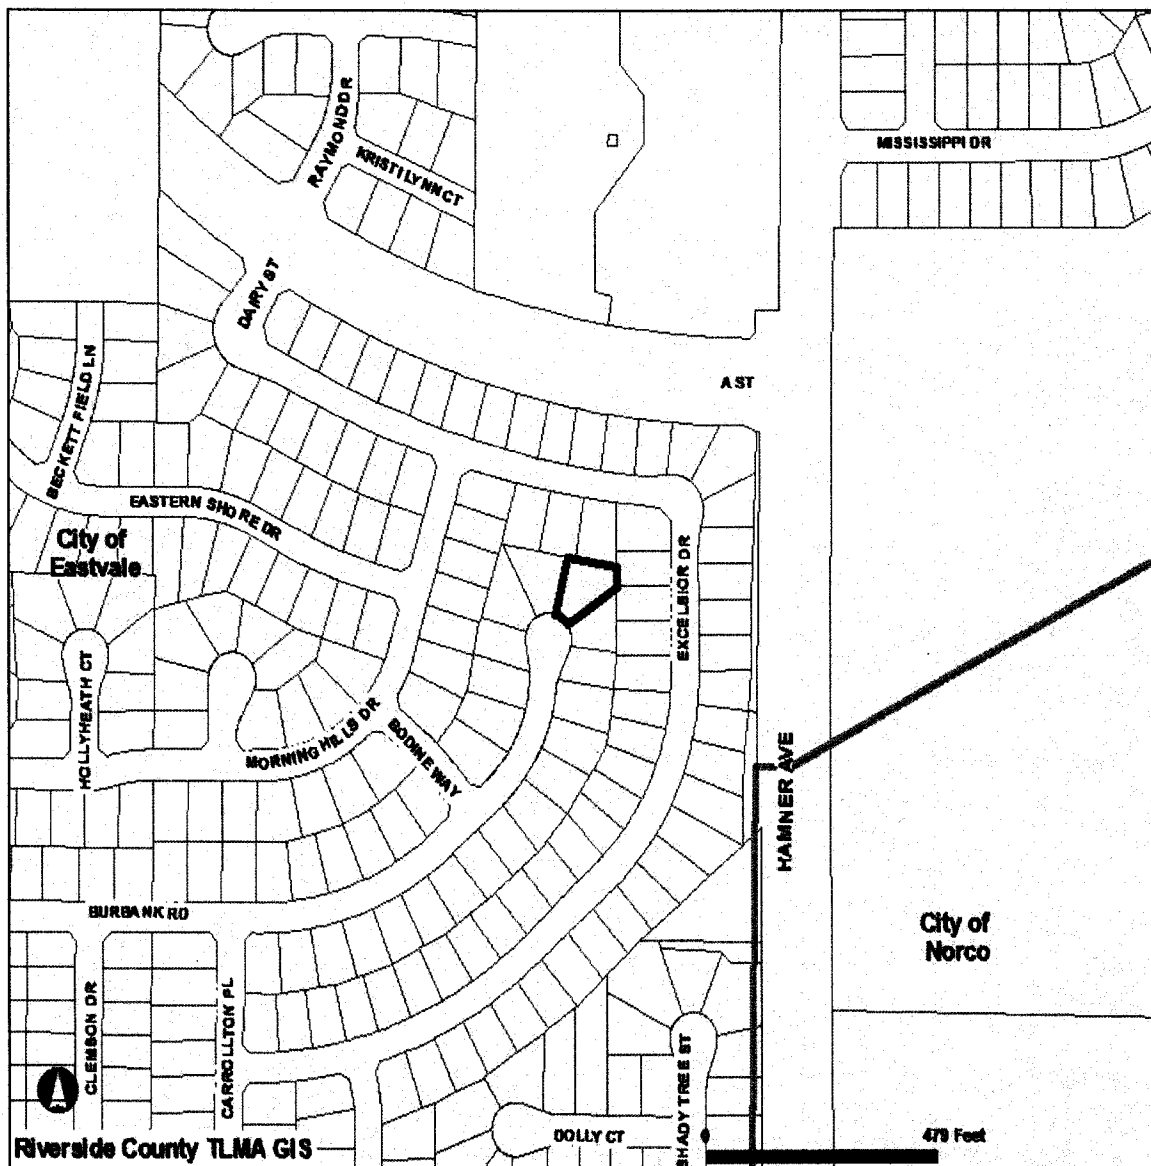 RAYMOND DR
KRISTI LYNN CT
MISSISSIPPI DR
DAIRY ST
A ST
BECKETT FIELD LN
EASTERN SHORE DR
City of
Eastvale
EXCELSIOR DR
HOLLYHEATH CT
MORNING HILLS DR
BODINE WAY
HAMNER AVE
BURBANK RD
City of
Norco
CLEMSON DR
CARROLLTON PL
SHADY TREE ST
DOLLY CT
0
479 Feet
Riverside County TLMA GIS